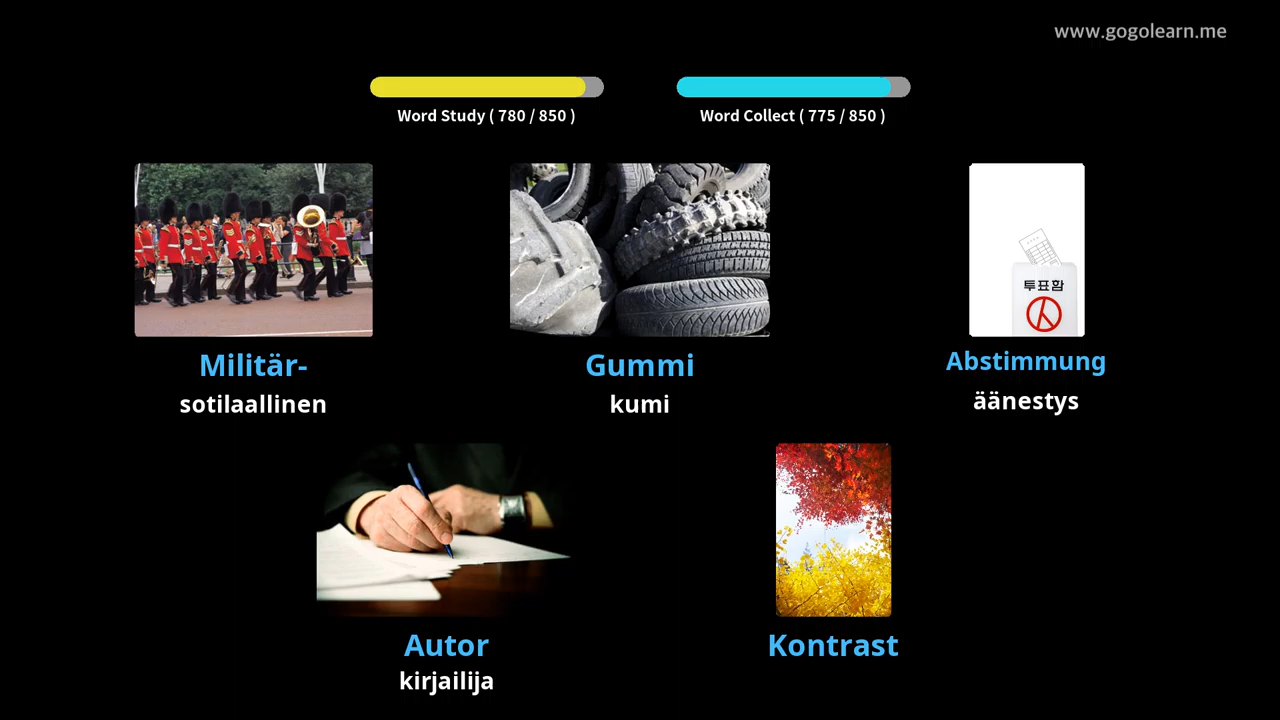 www.gogolearn.me
Word Study ( 780 / 850 )
Word Collect ( 775 / 850 )
투표함
Militär-
Gummi
Abstimmung
sotilaallinen
kumi
äänestys
Autor
Kontrast
kirjailija